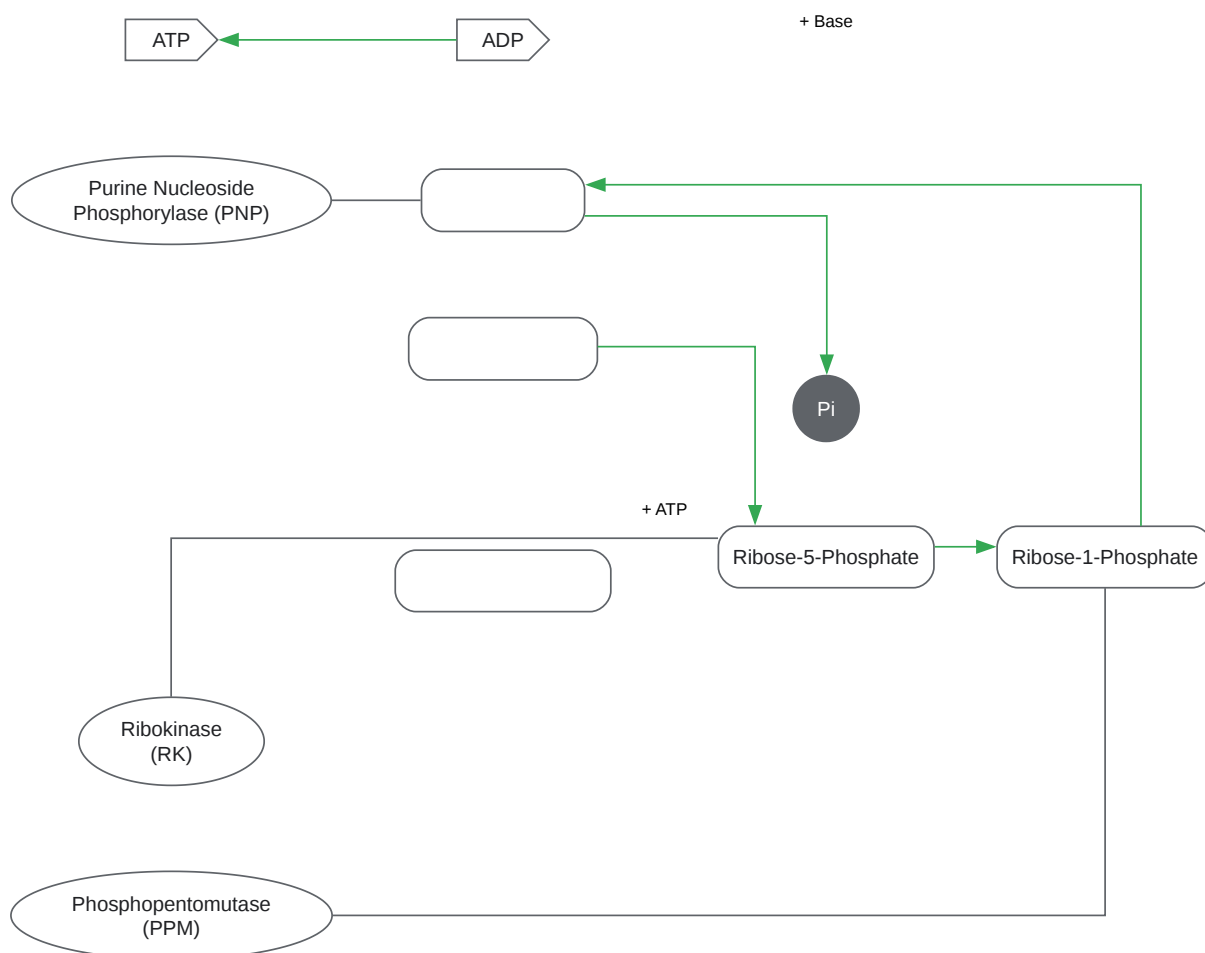 ATP
ADP
+ Base
Purine Nucleoside
Phosphorylase (PNP)
Pi
+ ATP
Ribose-5-Phosphate
Ribose-1-Phosphate
Ribokinase
(RK)
Phosphopentomutase
(PPM)